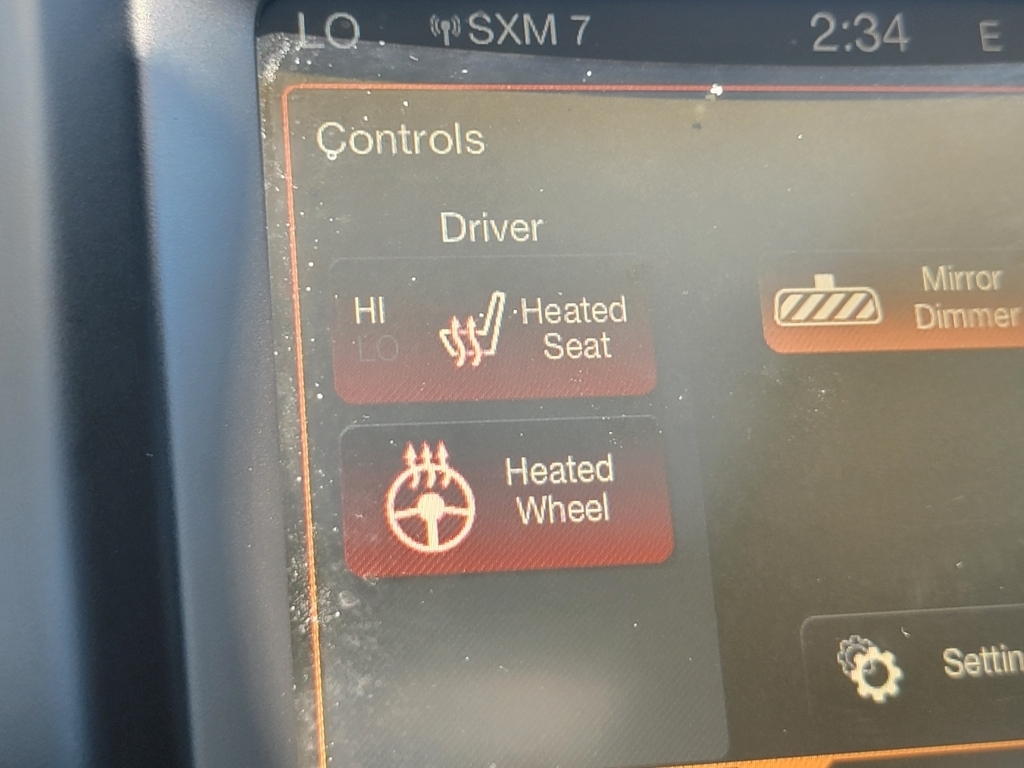 LO SXM 7 2:34 E
Controls
Driver
HI
LO
Heated
Seat
Mirror
Dimmer
Heated
Wheel
Settin